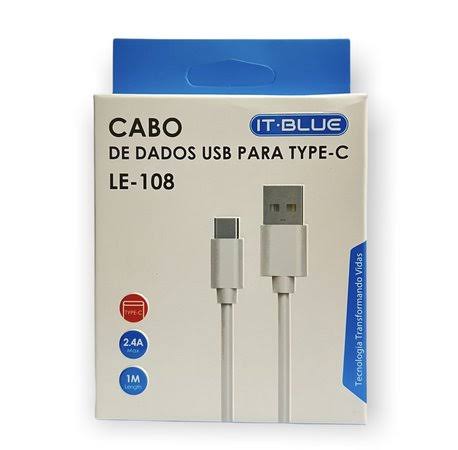 CABO
IT·BLUE
DE DADOS USB PARA TYPE-C
LE-108
TYPE-C
2.4A
Max
1M
Length
Tecnologia Transformando Vidas